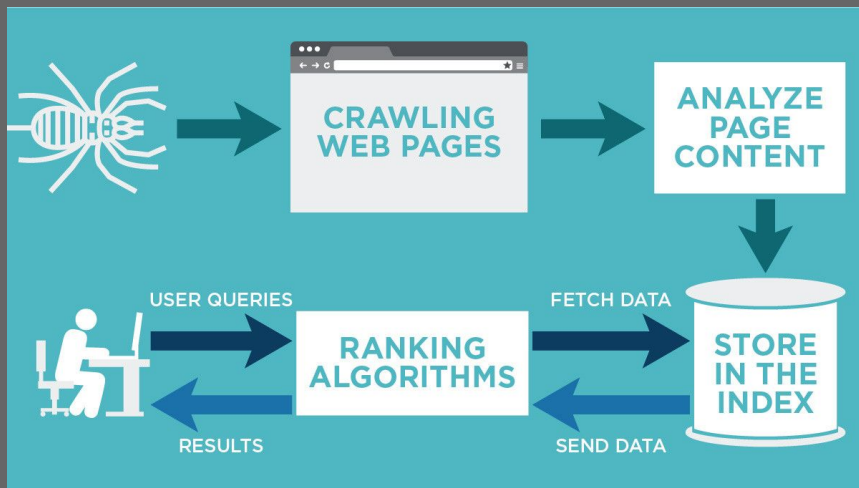 CRAWLING
WEB PAGES
ANALYZE
PAGE
CONTENT
USER QUERIES
FETCH DATA
RANKING
ALGORITHMS
STORE
IN THE
INDEX
RESULTS
SEND DATA